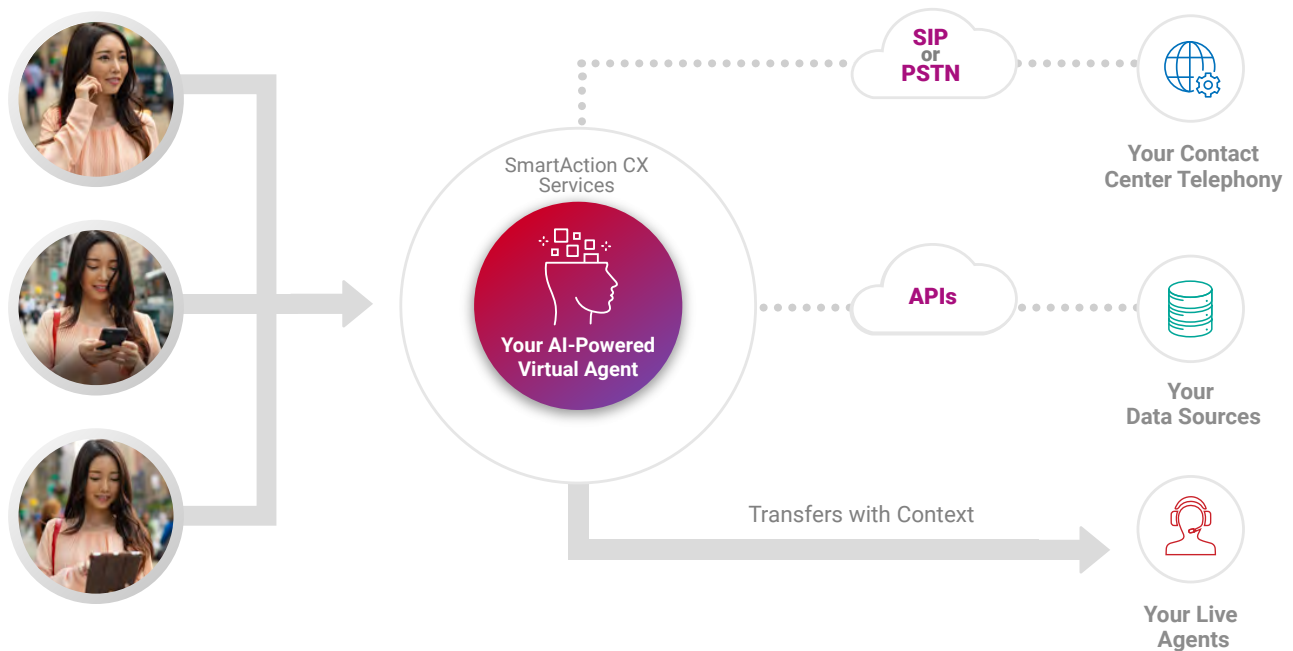 SIP
or
PSTN
Your Contact
Center Telephony
SmartAction CX
Services
Your AI-Powered
Virtual Agent
APIs
Your
Data Sources
Transfers with Context
Your Live
Agents